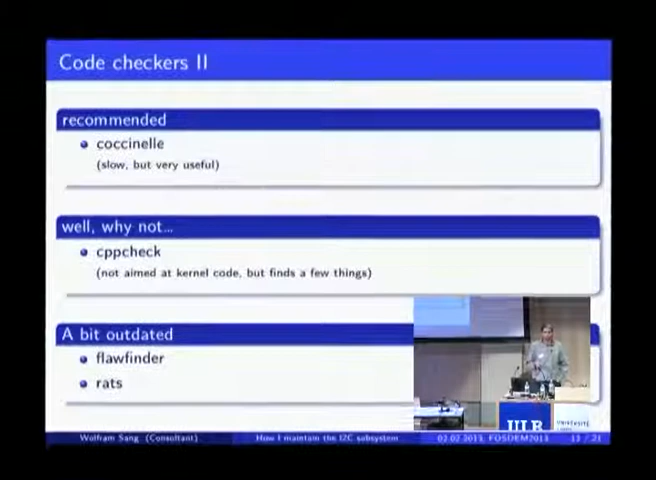 Code checkers II
recommended
coccinelle
(slow, but very useful)
well, why not...
cppcheck
(not aimed at kernel code, but finds a few things)
A bit outdated
flawfinder
rats
Wolfram Sang (Consultant) How I maintain the I2C subsystem 02.02.2013, FOSDEM2013 13 / 21